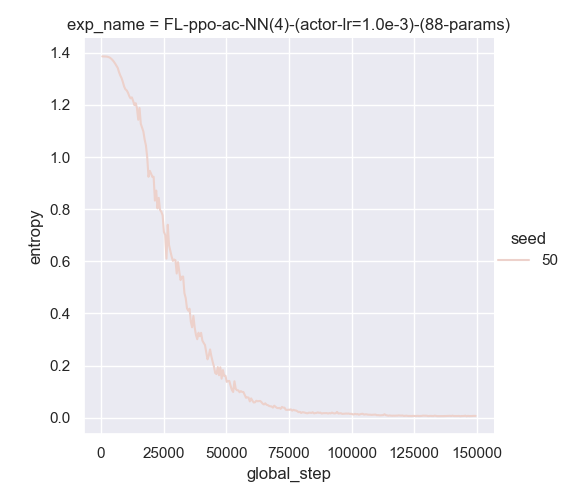 exp_name = FL-ppo-ac-NN(4)-(actor-lr=1.0e-3)-(88-params)
1.4
1.2
1.0
0.8
0.6
0.4
0.2
0.0
entropy
0 25000 50000 75000 100000 125000 150000
global_step
seed
50